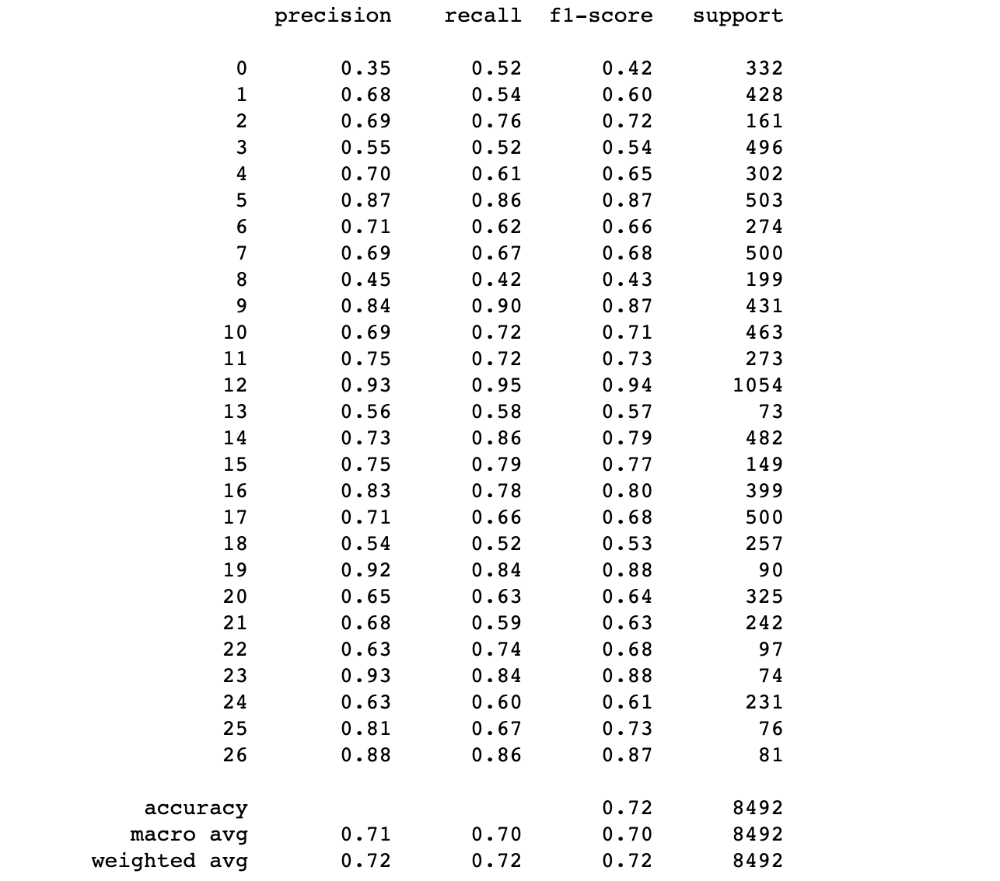 precision recall f1-score support
0 0.35 0.52 0.42 332
1 0.68 0.54 0.60 428
2 0.69 0.76 0.72 161
3 0.55 0.52 0.54 496
4 0.70 0.61 0.65 302
5 0.87 0.86 0.87 503
6 0.71 0.62 0.66 274
7 0.69 0.67 0.68 500
8 0.45 0.42 0.43 199
9 0.84 0.90 0.87 431
10 0.69 0.72 0.71 463
11 0.75 0.72 0.73 273
12 0.93 0.95 0.94 1054
13 0.56 0.58 0.57 73
14 0.73 0.86 0.79 482
15 0.75 0.79 0.77 149
16 0.83 0.78 0.80 399
17 0.71 0.66 0.68 500
18 0.54 0.52 0.53 257
19 0.92 0.84 0.88 90
20 0.65 0.63 0.64 325
21 0.68 0.59 0.63 242
22 0.63 0.74 0.68 97
23 0.93 0.84 0.88 74
24 0.63 0.60 0.61 231
25 0.81 0.67 0.73 76
26 0.88 0.86 0.87 81
accuracy 0.72 8492
macro avg 0.71 0.70 0.70 8492
weighted avg 0.72 0.72 0.72 8492